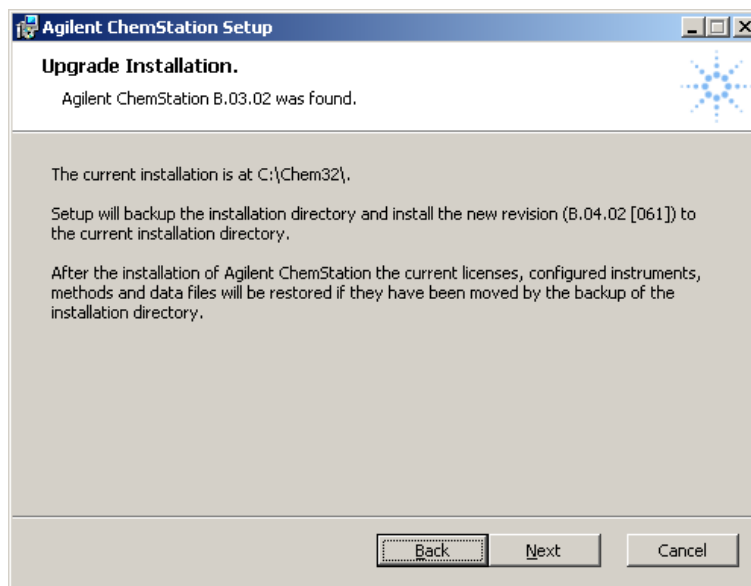 Agilent ChemStation Setup
Upgrade Installation.
Agilent ChemStation B.03.02 was found.
The current installation is at C:\Chem32\.
Setup will backup the installation directory and install the new revision (B.04.02 [061]) to
the current installation directory.
After the installation of Agilent ChemStation the current licenses, configured instruments,
methods and data files will be restored if they have been moved by the backup of the
installation directory.
Back Next Cancel